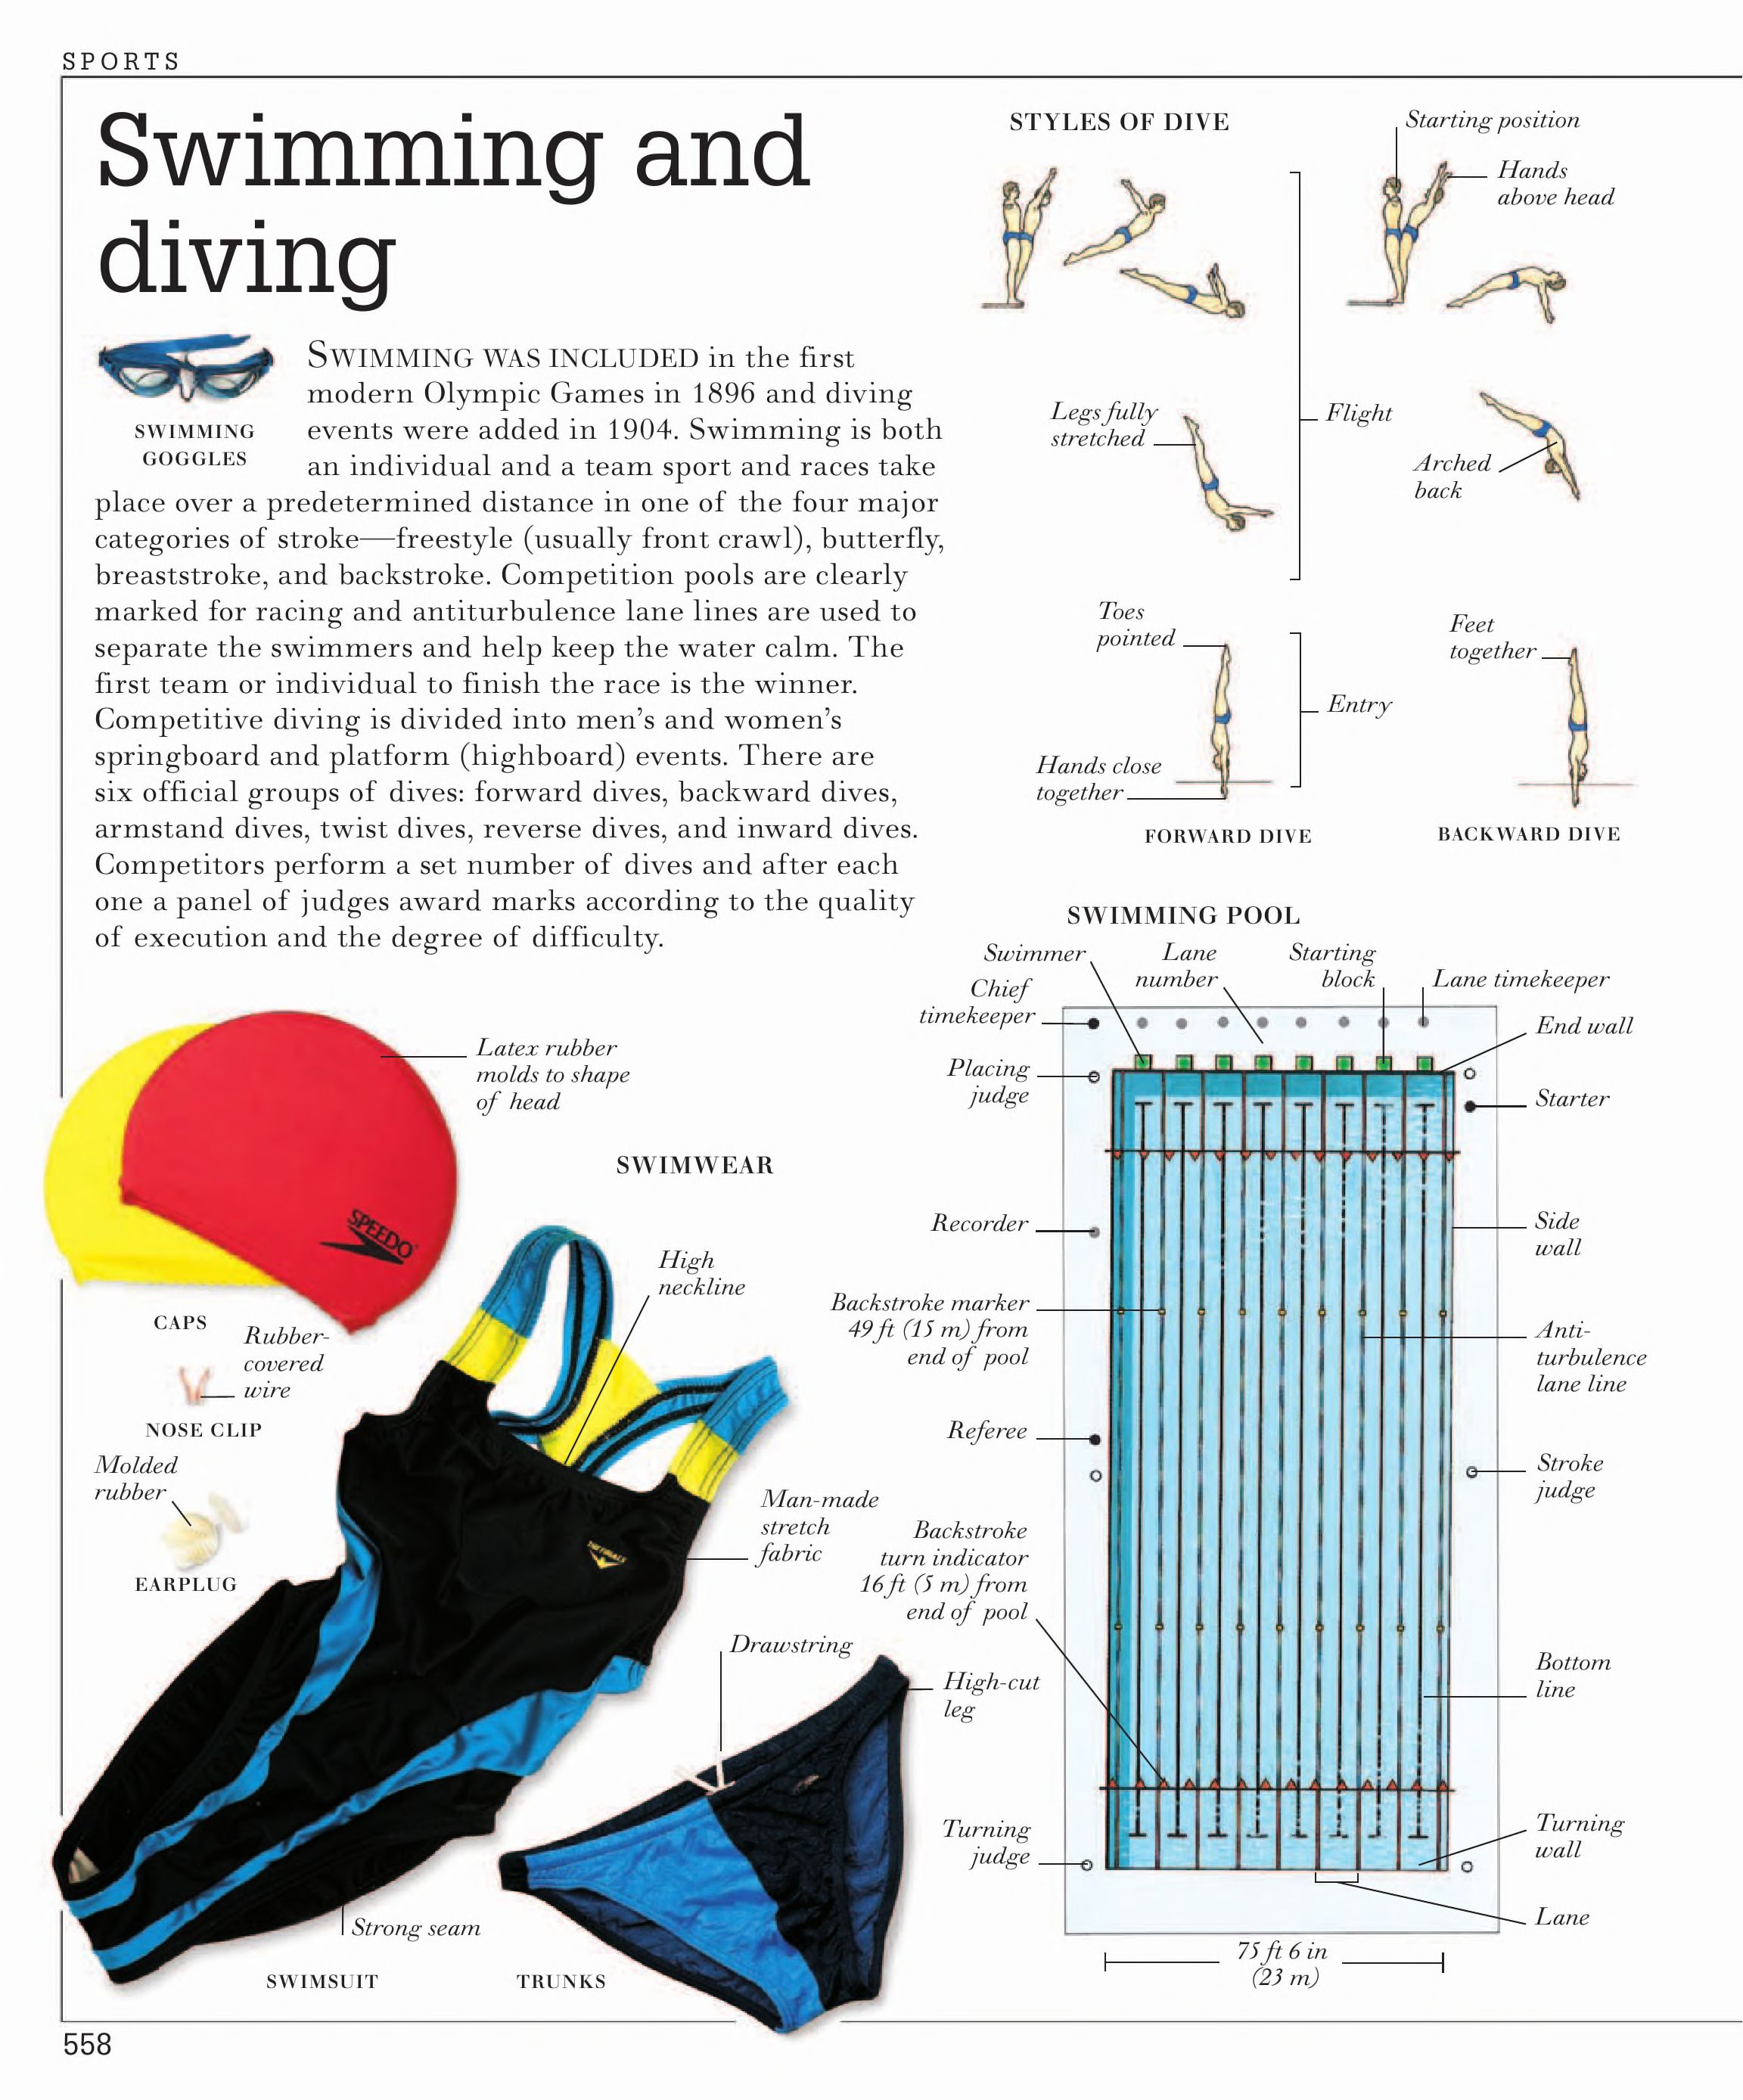 SPORTS
Swimming and
diving
SWIMMING
GOGGLES
SWIMMING WAS INCLUDED in the first
modern Olympic Games in 1896 and diving
events were added in 1904. Swimming is both
an individual and a team sport and races take
place over a predetermined distance in one of the four major
categories of stroke—freestyle (usually front crawl), butterfly,
breaststroke, and backstroke. Competition pools are clearly
marked for racing and antiturbulence lane lines are used to
separate the swimmers and help keep the water calm. The
first team or individual to finish the race is the winner.
Competitive diving is divided into men's and women's
springboard and platform (highboard) events. There are
six official groups of dives: forward dives, backward dives,
armstand dives, twist dives, reverse dives, and inward dives.
Competitors perform a set number of dives and after each
one a panel of judges award marks according to the quality
of execution and the degree of difficulty.
STYLES OF DIVE
Starting position
Hands
above head
Legs fully
stretched
Flight
Arched
back
Toes
pointed
Feet
together
Entry
Hands close
together
FORWARD DIVE
BACKWARD DIVE
Latex rubber
molds to shape
of head
SPEEDO
CAPS
Rubber-
covered
wire
NOSE CLIP
Molded
rubber
EARPLUG
SWIMWEAR
High
neckline
Man-made
stretch
fabric
Drawstring
High-cut
leg
Strong seam
SWIMSUIT
TRUNKS
SWIMMING POOL
Swimmer
Lane
number
Starting
block
Lane timekeeper
Chief
timekeeper
End wall
Placing
judge
Starter
Recorder
Side
wall
Backstroke marker
49 ft (15 m) from
end of pool
Anti-
turbulence
lane line
Referee
Stroke
judge
Backstroke
turn indicator
16 ft (5 m) from
end of pool
Bottom
line
Turning
judge
Turning
wall
Lane
75 ft 6 in
(23 m)
558